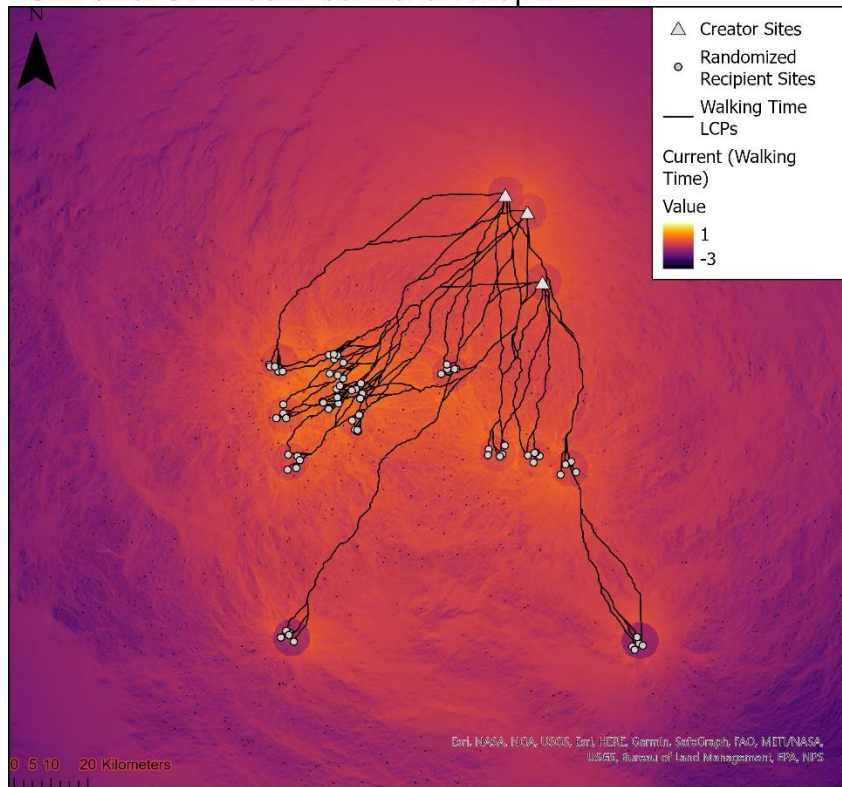 N
Creator Sites
Randomized
Recipient Sites
Walking Time
LCPs
Current (Walking
Time)
Value
1
-3
Esri, NASA, NGA, USGS, Esri, HERE, Garmin, SafeGraph, FAO, METI/NASA,
USGS, Bureau of Land Management, EPA, NPS
0 5 10 20 Kilometers